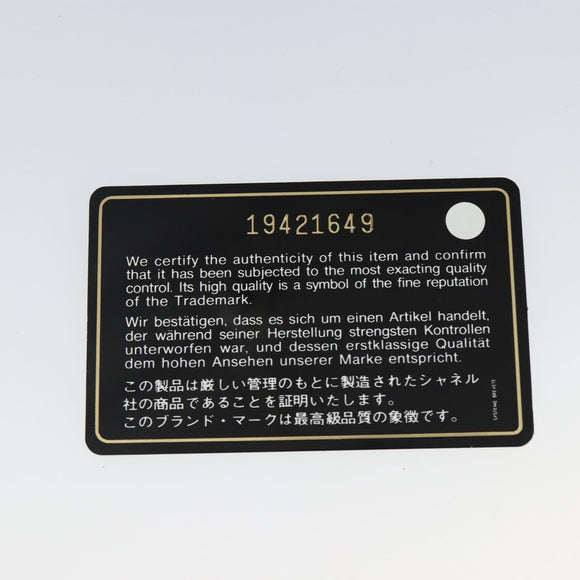 19421649
We certify the authenticity of this item and confirm
that it has been subjected to the most exacting quality
control. Its high quality is a symbol of the fine reputation
of the Trademark.
Wir bestätigen, dass es sich um einen Artikel handelt,
der während seiner Herstellung strengsten Kontrollen
unterworfen war, und dessen erstklassige Qualität
dem hohen Ansehen unserer Marke entspricht.
この製品は厳しい管理のもとに製造されたシャネル
社の商品であることを証明いたします。
このブランド・マークは最高級品質の象徴です。
SYSTEME BREVETE